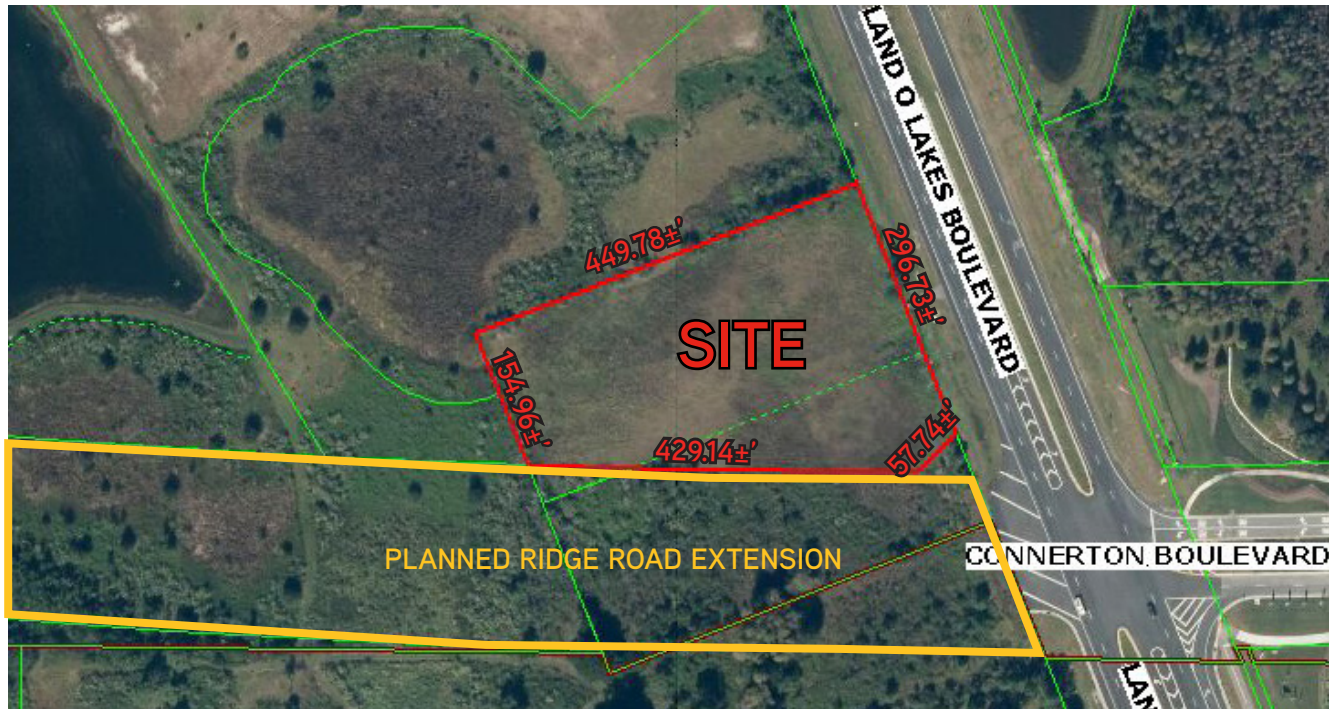 LAND O LAKES BOULEVARD
449.78±'
296.73±'
SITE
154.96±'
429.14±'
57.74±'
PLANNED RIDGE ROAD EXTENSION
CONNERTON BOULEVARD
LAN